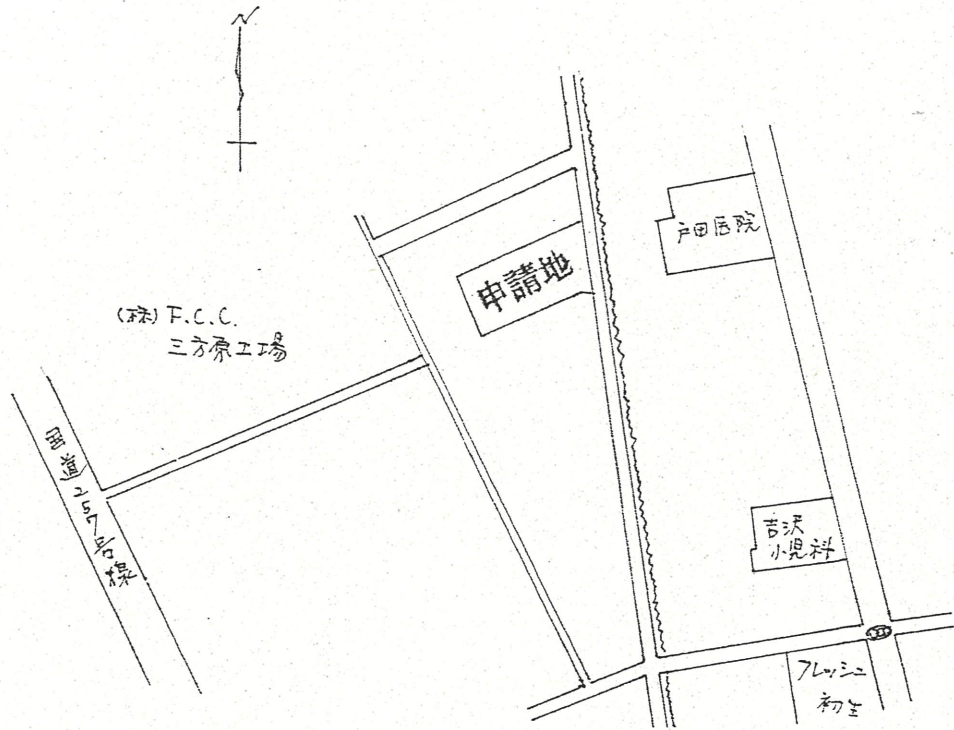 N
戸田医院
申請地
(株) F.C.C.
三方原工場
国道257号線
吉沢
小児科
フレッシュ
初生